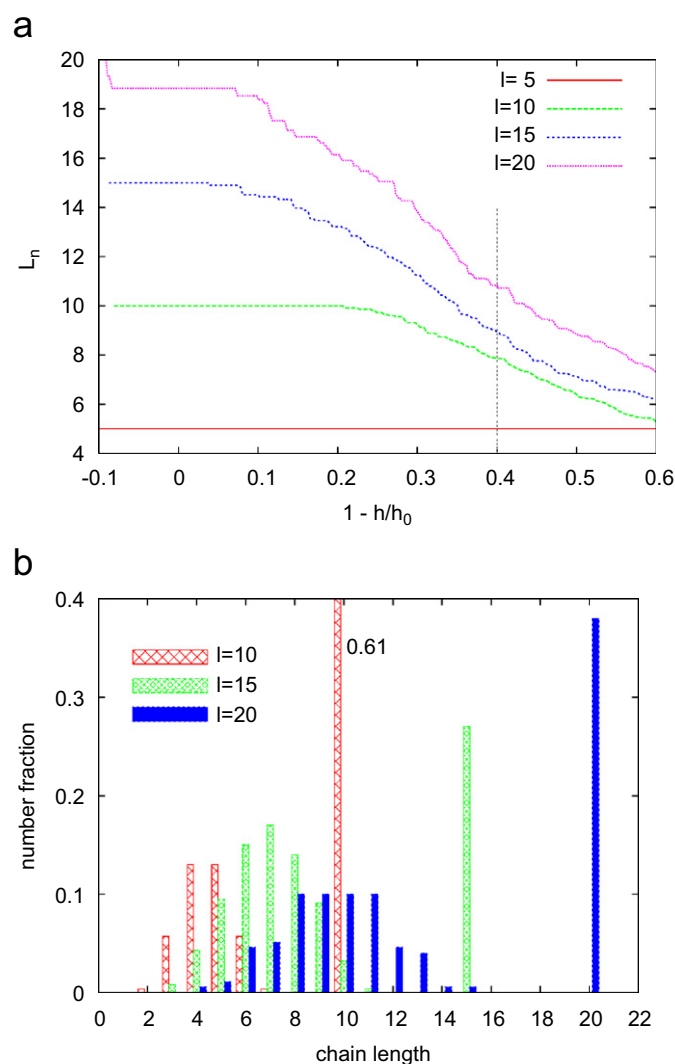 a
20
18
16
14
12
10
8
6
4
L_n
l= 5
l=10
l=15
l=20
-0.1 0 0.1 0.2 0.3 0.4 0.5 0.6
1 - h/h_0
b
0.4
0.3
0.2
0.1
0
number fraction
l=10
l=15
l=20
0.61
0 2 4 6 8 10 12 14 16 18 20 22
chain length